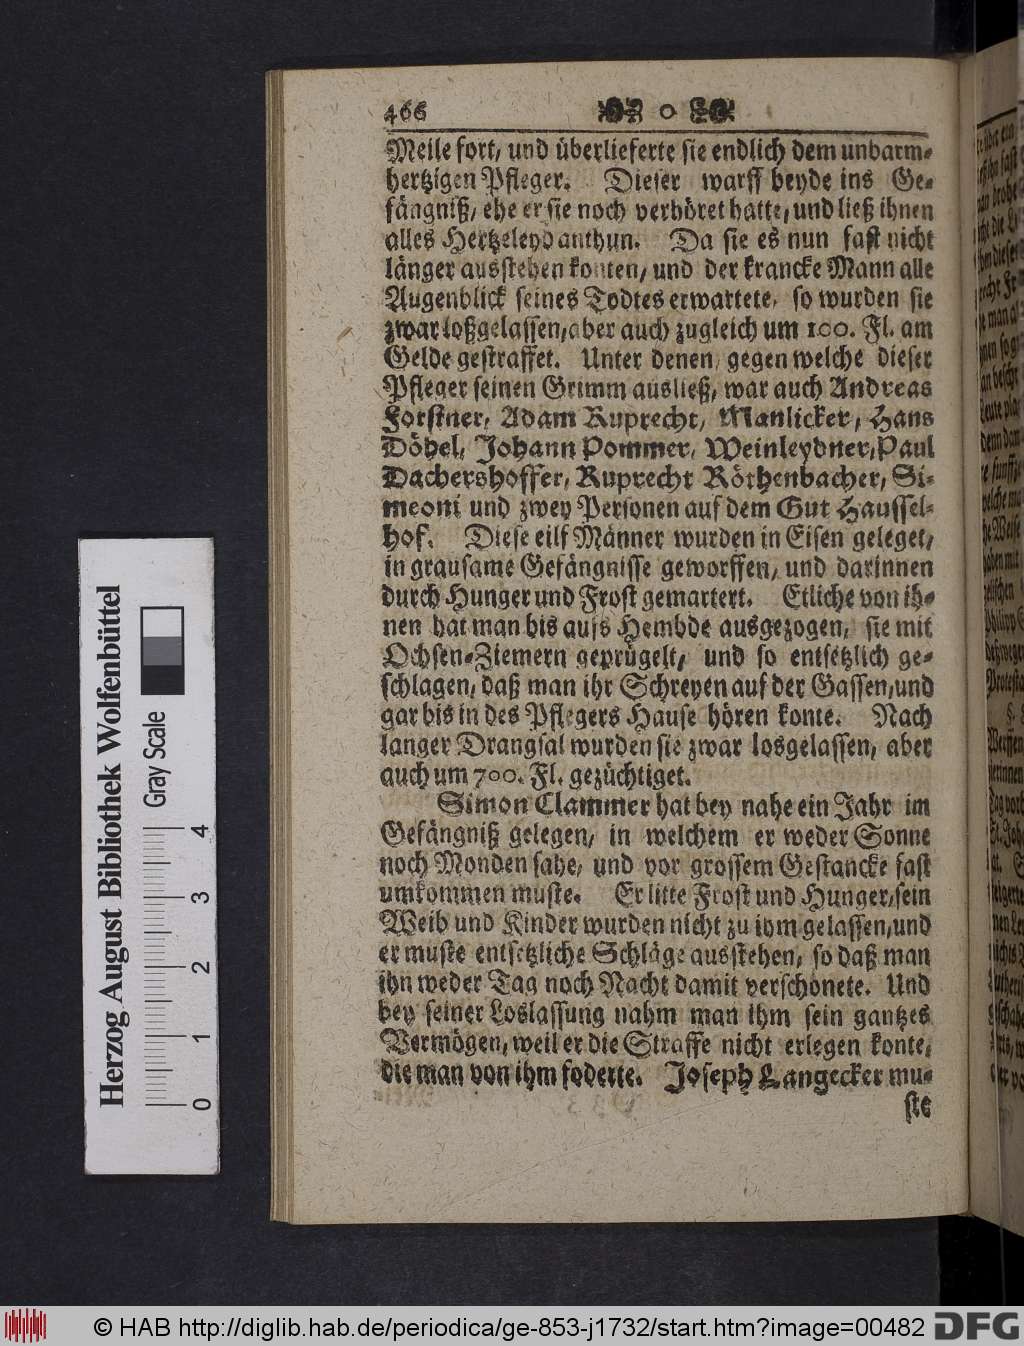 466
Meile fort, und überlieferte sie endlich dem unbarm-
hertzigen Pfleger. Dieser warff beyde ins Ge-
fängniß, ehe er sie noch verhöret hatte, und ließ ihnen
alles Hertzeleyd anthun. Da sie es nun fast nicht
länger ausstehen konten, und der krancke Mann alle
Augenblick seines Todtes erwartete, so wurden sie
zwar loßgelassen, aber auch zugleich um 100. Fl. am
Gelde gestraffet. Unter denen, gegen welche dieser
Pfleger seinen Grimm ausließ, war auch Andreas
Forstner, Adam Ruprecht, Manlicker, Hans
Döbel, Johann Pommer, Weinleydner, Paul
Dachershoffer, Ruprecht Röthenbacher, Si-
meoni und zwey Personen auf dem Gut Haussel-
hof. Diese eilf Männer wurden in Eisen geleget,
in grausame Gefängnisse geworffen, und darinnen
durch Hunger und Frost gemartert. Etliche von ih-
nen hat man bis aufs Hembde ausgezogen, sie mit
Ochsen-Ziemern geprügelt, und so entsetzlich ge-
schlagen, daß man ihr Schreyen auf der Gassen, und
gar bis in des Pflegers Hause hören konte. Nach
langer Drangsal wurden sie zwar losgelassen, aber
auch um 700. Fl. gezüchtiget.
Simon Clammer hat bey nahe ein Jahr im
Gefängniß gelegen, in welchem er weder Sonne
noch Monden sahe, und vor grossem Gestancke fast
umkommen muste. Er litte Frost und Hunger, sein
Weib und Kinder wurden nicht zu ihm gelassen, und
er muste entsetzliche Schläge ausstehen, so daß man
ihn weder Tag noch Nacht damit verschonete. Und
bey seiner Loslassung nahm man ihm sein gantzes
Vermögen, weil er die Straffe nicht erlegen konte,
die man von ihm foderte. Joseph Langecker mu-
ste
Herzog August Bibliothek Wolfenbüttel
Gray Scale
0 1 2 3 4
© HAB http://diglib.hab.de/periodica/ge-853-j1732/start.htm?image=00482
DFG